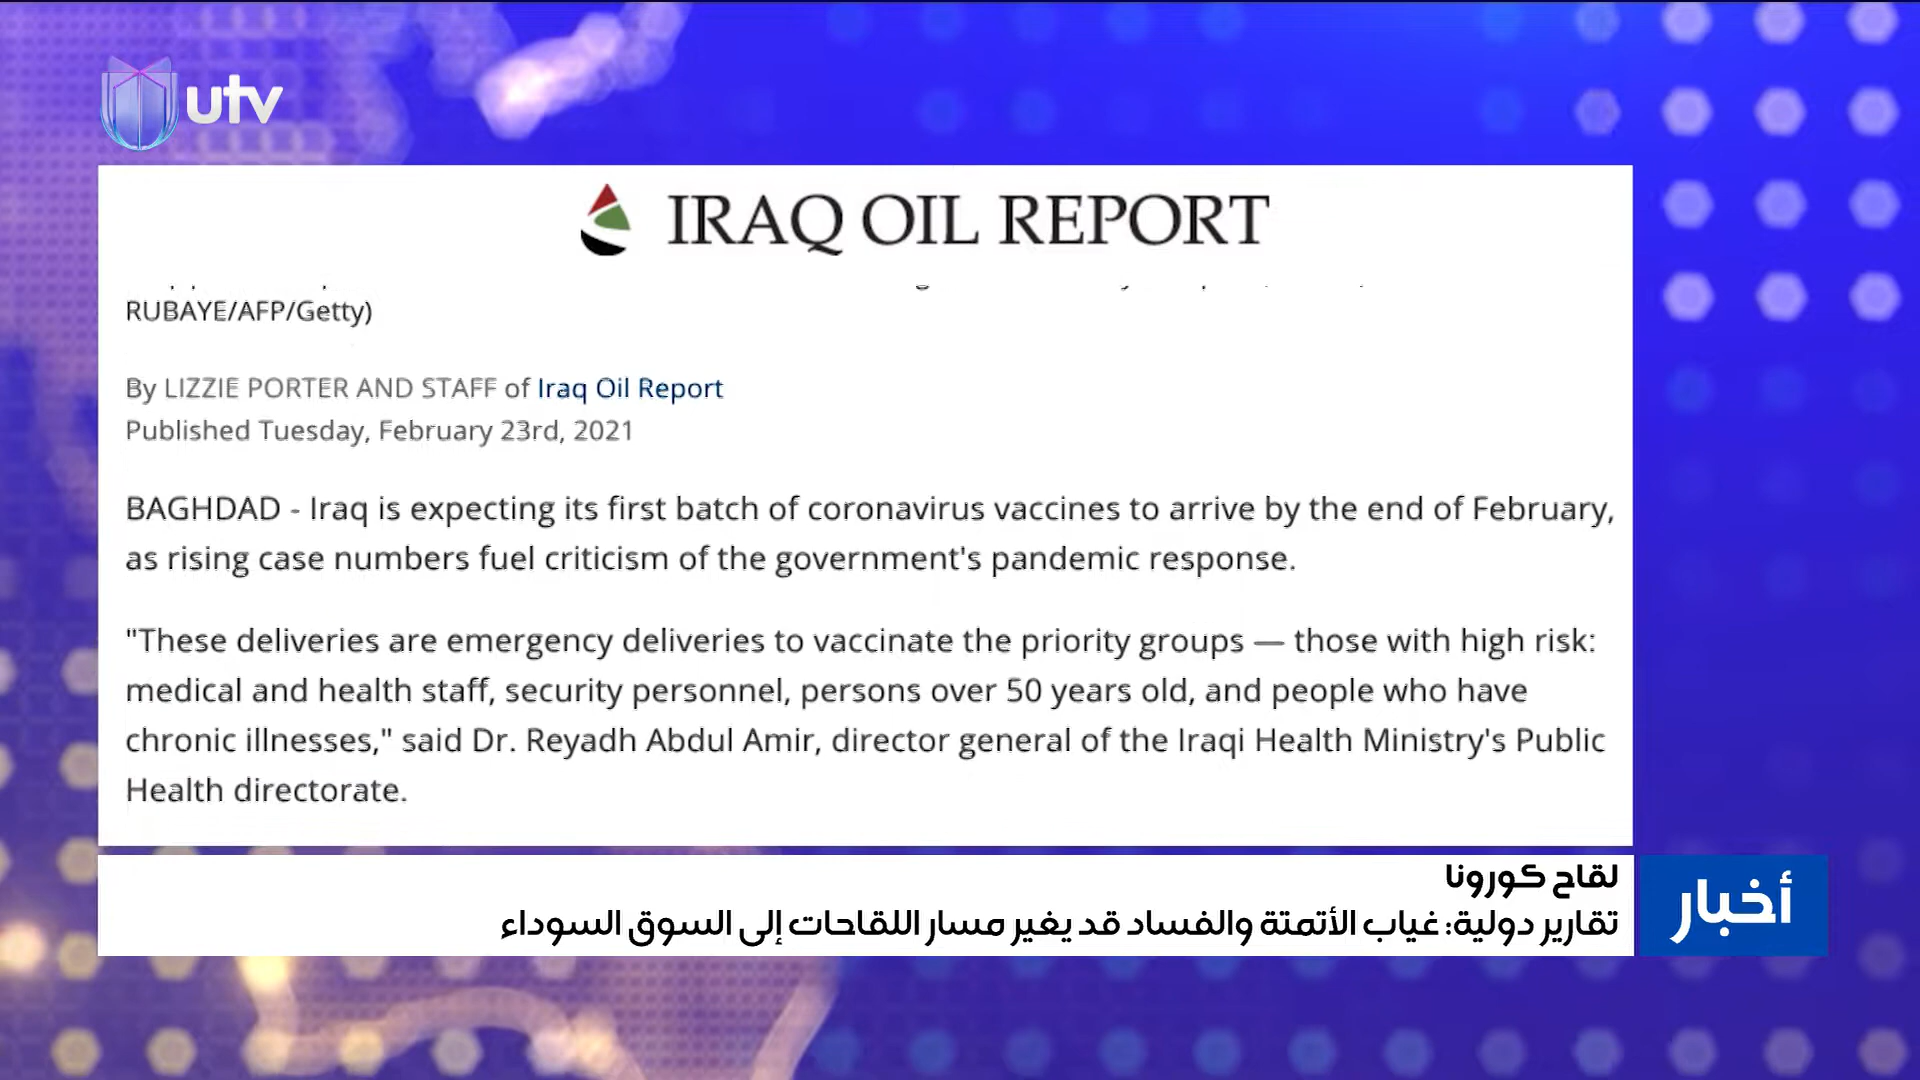 utv
IRAQ OIL REPORT
RUBAYE/AFP/Getty)
By LIZZIE PORTER AND STAFF of Iraq Oil Report
Published Tuesday, February 23rd, 2021
BAGHDAD - Iraq is expecting its first batch of coronavirus vaccines to arrive by the end of February,
as rising case numbers fuel criticism of the government's pandemic response.
"These deliveries are emergency deliveries to vaccinate the priority groups — those with high risk:
medical and health staff, security personnel, persons over 50 years old, and people who have
chronic illnesses," said Dr. Reyadh Abdul Amir, director general of the Iraqi Health Ministry's Public
Health directorate.
أخبار
لقاح كورونا
تقارير دولية: غياب الأتمتة والفساد قد يغير مسار اللقاحات إلى السوق السوداء